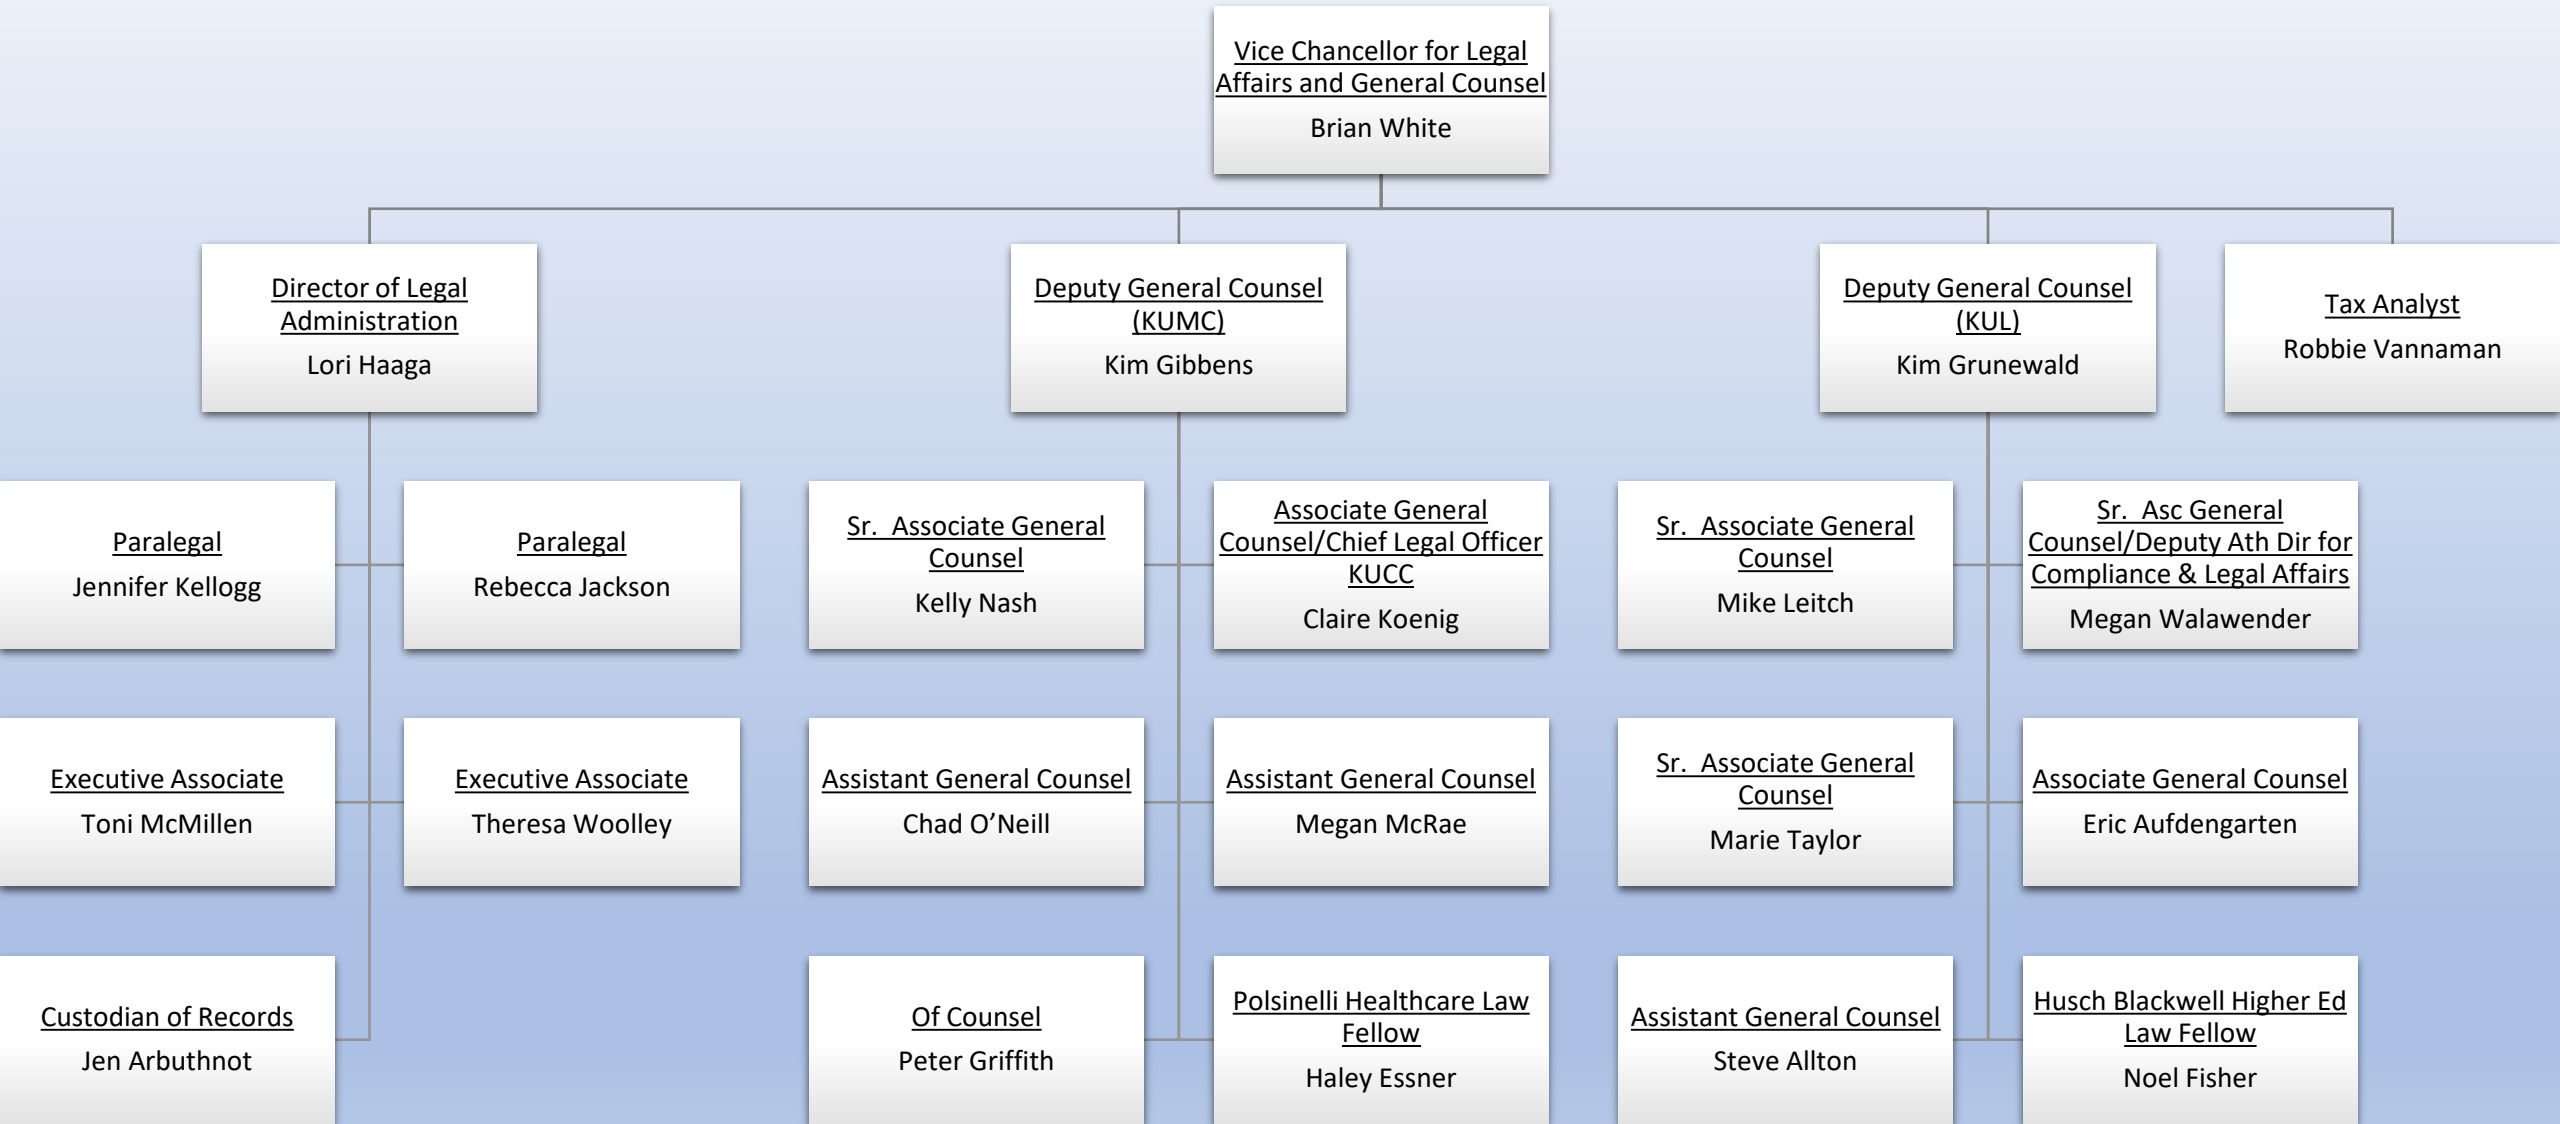 Vice Chancellor for Legal
Affairs and General Counsel
Brian White
Director of Legal
Administration
Lori Haaga
Deputy General Counsel
(KUMC)
Kim Gibbens
Deputy General Counsel
(KUL)
Kim Grunewald
Tax Analyst
Robbie Vannaman
Paralegal
Jennifer Kellogg
Paralegal
Rebecca Jackson
Sr. Associate General
Counsel
Kelly Nash
Associate General
Counsel/Chief Legal Officer
KUCC
Claire Koenig
Sr. Associate General
Counsel
Mike Leitch
Sr. Asc General
Counsel/Deputy Ath Dir for
Compliance & Legal Affairs
Megan Walawender
Executive Associate
Toni McMillen
Executive Associate
Theresa Woolley
Assistant General Counsel
Chad O’Neill
Assistant General Counsel
Megan McRae
Sr. Associate General
Counsel
Marie Taylor
Associate General Counsel
Eric Aufdengarten
Custodian of Records
Jen Arbuthnot
Of Counsel
Peter Griffith
Polsinelli Healthcare Law
Fellow
Haley Essner
Assistant General Counsel
Steve Allton
Husch Blackwell Higher Ed
Law Fellow
Noel Fisher